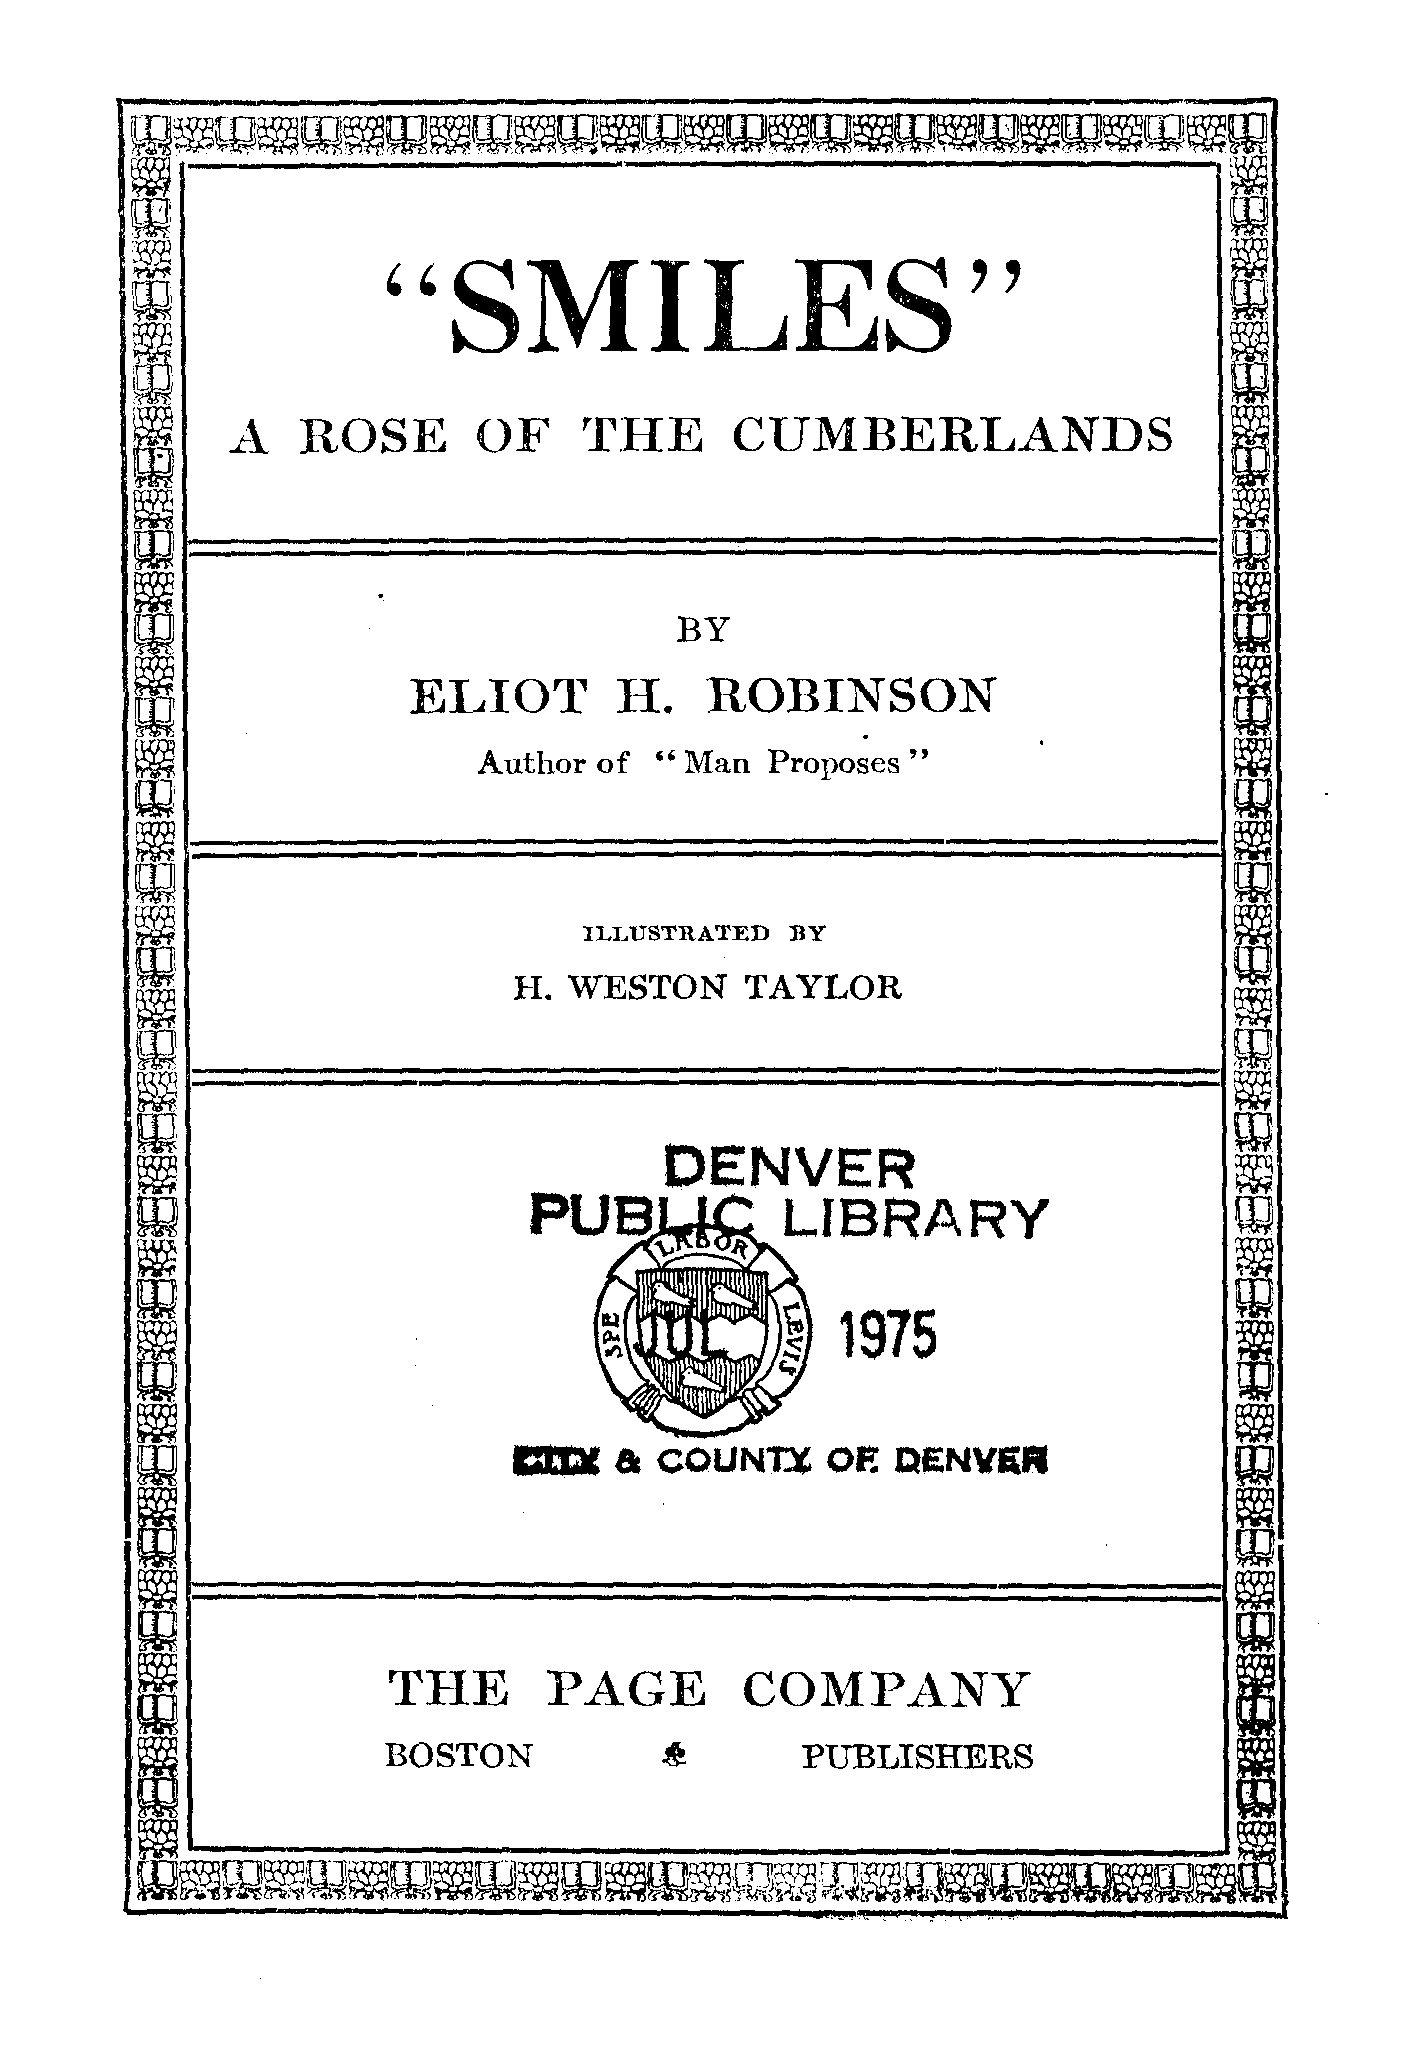 “SMILES”
A ROSE OF THE CUMBERLANDS
BY
ELIOT H. ROBINSON
Author of “Man Proposes”
ILLUSTRATED BY
H. WESTON TAYLOR
DENVER
PUBLIC LIBRARY
SPE LABOR LEVIS
JUL 1975
CITY & COUNTY OF DENVER
THE PAGE COMPANY
BOSTON PUBLISHERS